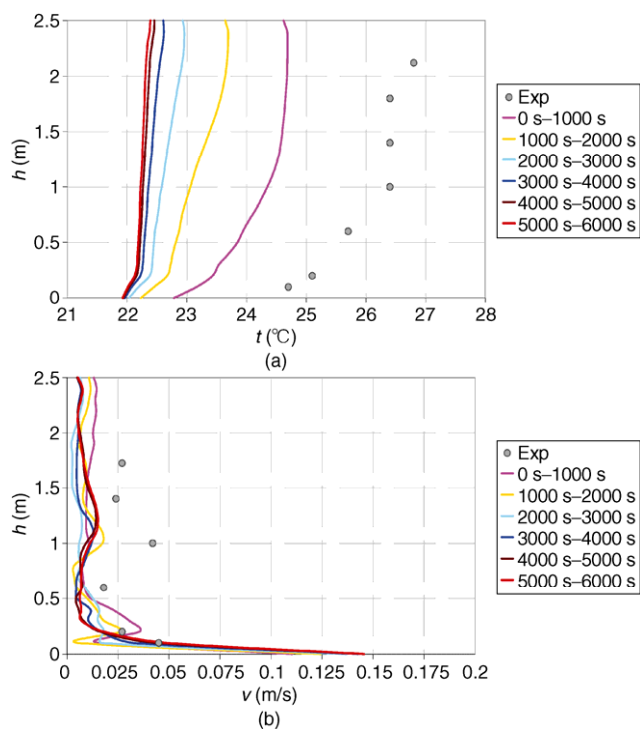 2.5
2
1.5
1
0.5
0
h (m)
21 22 23 24 25 26 27 28
t (℃)
(a)
Exp
0 s–1000 s
1000 s–2000 s
2000 s–3000 s
3000 s–4000 s
4000 s–5000 s
5000 s–6000 s
2.5
2
1.5
1
0.5
0
h (m)
0 0.025 0.05 0.075 0.1 0.125 0.15 0.175 0.2
v (m/s)
(b)
Exp
0 s–1000 s
1000 s–2000 s
2000 s–3000 s
3000 s–4000 s
4000 s–5000 s
5000 s–6000 s